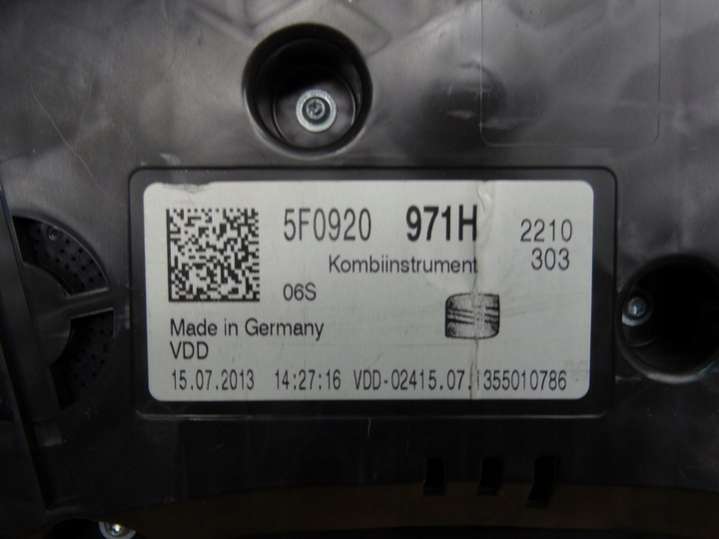 5F0920 971H 2210
Kombiinstrument 303
06S
Made in Germany
VDD
15.07.2013 14:27:16 VDD-02415.07.1355010786